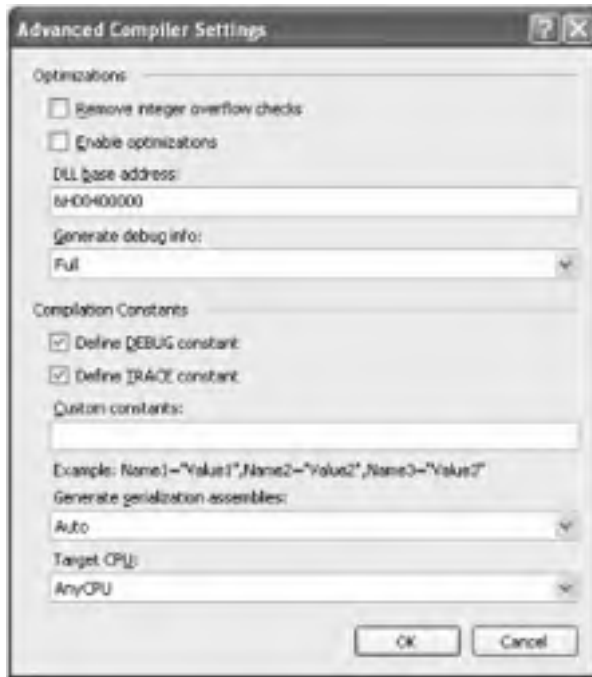 Advanced Compiler Settings
Optimizations
Remove integer overflow checks
Enable optimizations
DLL base address:
&H00400000
Generate debug info:
Full
Compilation Constants
Define DEBUG constant
Define TRACE constant
Custom constants:
Example: Name1="Value1",Name2="Value2",Name3="Value3"
Generate serialization assemblies:
Auto
Target CPU:
AnyCPU
OK
Cancel